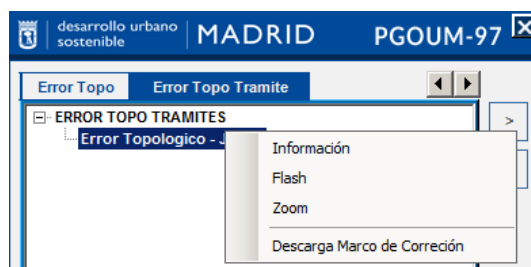 desarrollo urbano
sostenible
MADRID
PGOUM-97
Error Topo
Error Topo Tramite
ERROR TOPO TRAMITES
Error Topologico - J
>
Información
Flash
Zoom
Descarga Marco de Correción